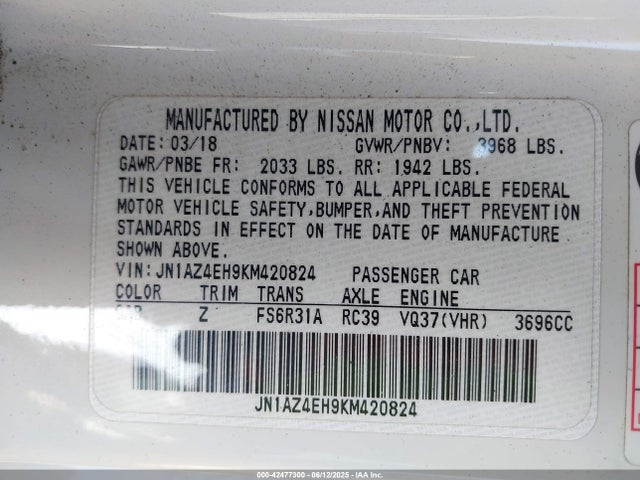 MANUFACTURED BY NISSAN MOTOR CO.,LTD.
DATE: 03/18 GVWR/PNBV: 3968 LBS.
GAWR/PNBE FR: 2033 LBS. RR: 1942 LBS.
THIS VEHICLE CONFORMS TO ALL APPLICABLE FEDERAL
MOTOR VEHICLE SAFETY,BUMPER,AND THEFT PREVENTION
STANDARDS IN EFFECT ON THE DATE OF MANUFACTURE
SHOWN ABOVE.
VIN:JN1AZ4EH9KM420824 PASSENGER CAR
COLOR TRIM TRANS AXLE ENGINE
Z FS6R31A RC39 VQ37(VHR) 3696CC
JN1AZ4EH9KM420824
000-42477300 - 06/12/2025 - IAA Inc.